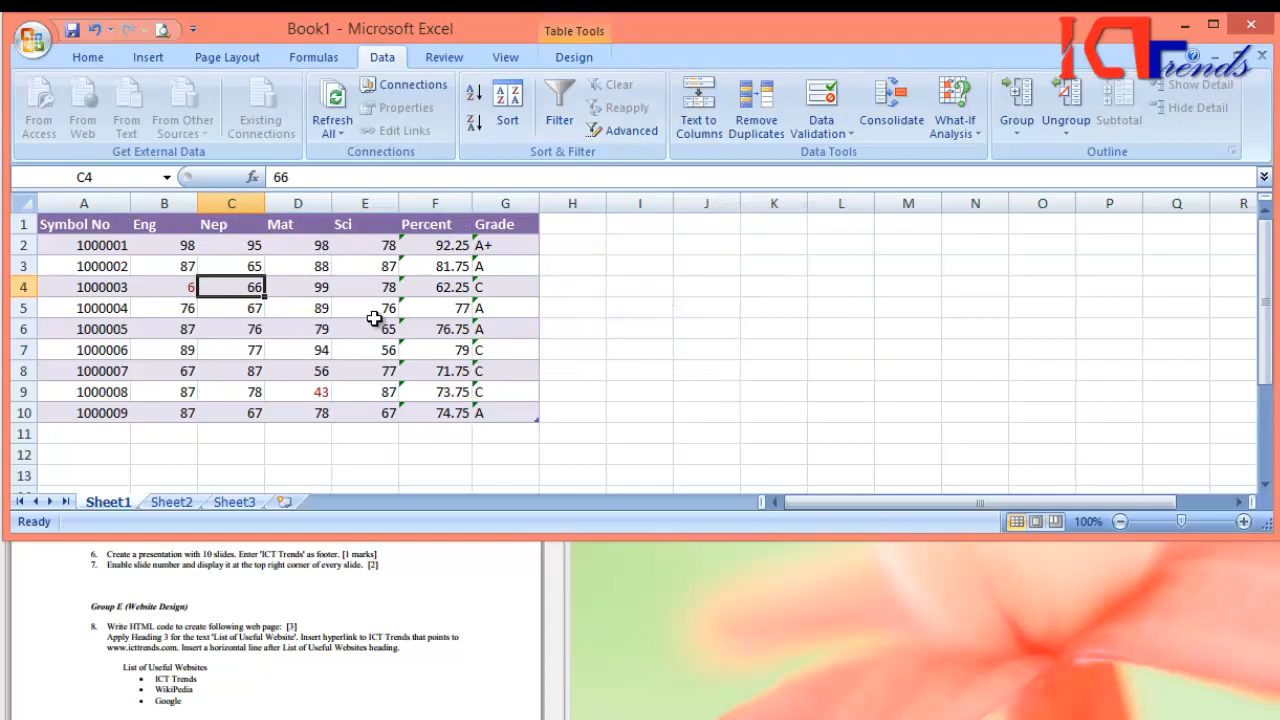 Book1 - Microsoft Excel
Table Tools
ICTrends
Home Insert Page Layout Formulas Data Review View Design
From Access
From Web
From Text
From Other Sources
Existing Connections
Get External Data
Refresh All
Connections
Properties
Edit Links
Connections
Sort
Filter
Clear
Reapply
Advanced
Sort & Filter
Text to Columns
Remove Duplicates
Data Validation
Consolidate
What-If Analysis
Data Tools
Group
Ungroup
Subtotal
Show Detail
Hide Detail
Outline
C4 fx 66
A B C D E F G H I J K L M N O P Q R
1 Symbol No Eng Nep Mat Sci Percent Grade
2 1000001 98 95 98 78 92.25 A+
3 1000002 87 65 88 87 81.75 A
4 1000003 6 66 99 78 62.25 C
5 1000004 76 67 89 76 77 A
6 1000005 87 76 79 65 76.75 A
7 1000006 89 77 94 56 79 C
8 1000007 67 87 56 77 71.75 C
9 1000008 87 78 43 87 73.75 C
10 1000009 87 67 78 67 74.75 A
11
12
13
Sheet1 Sheet2 Sheet3
Ready 100%
6. Create a presentation with 10 slides. Enter 'ICT Trends' as footer. [1 marks]
7. Enable slide number and display it at the top right corner of every slide. [2]
Group E (Website Design)
8. Write HTML code to create following web page: [3]
Apply Heading 3 for the text 'List of Useful Website'. Insert hyperlink to ICT Trends that points to
www.icttrends.com. Insert a horizontal line after List of Useful Websites heading.
List of Useful Websites
• ICT Trends
• WikiPedia
• Google